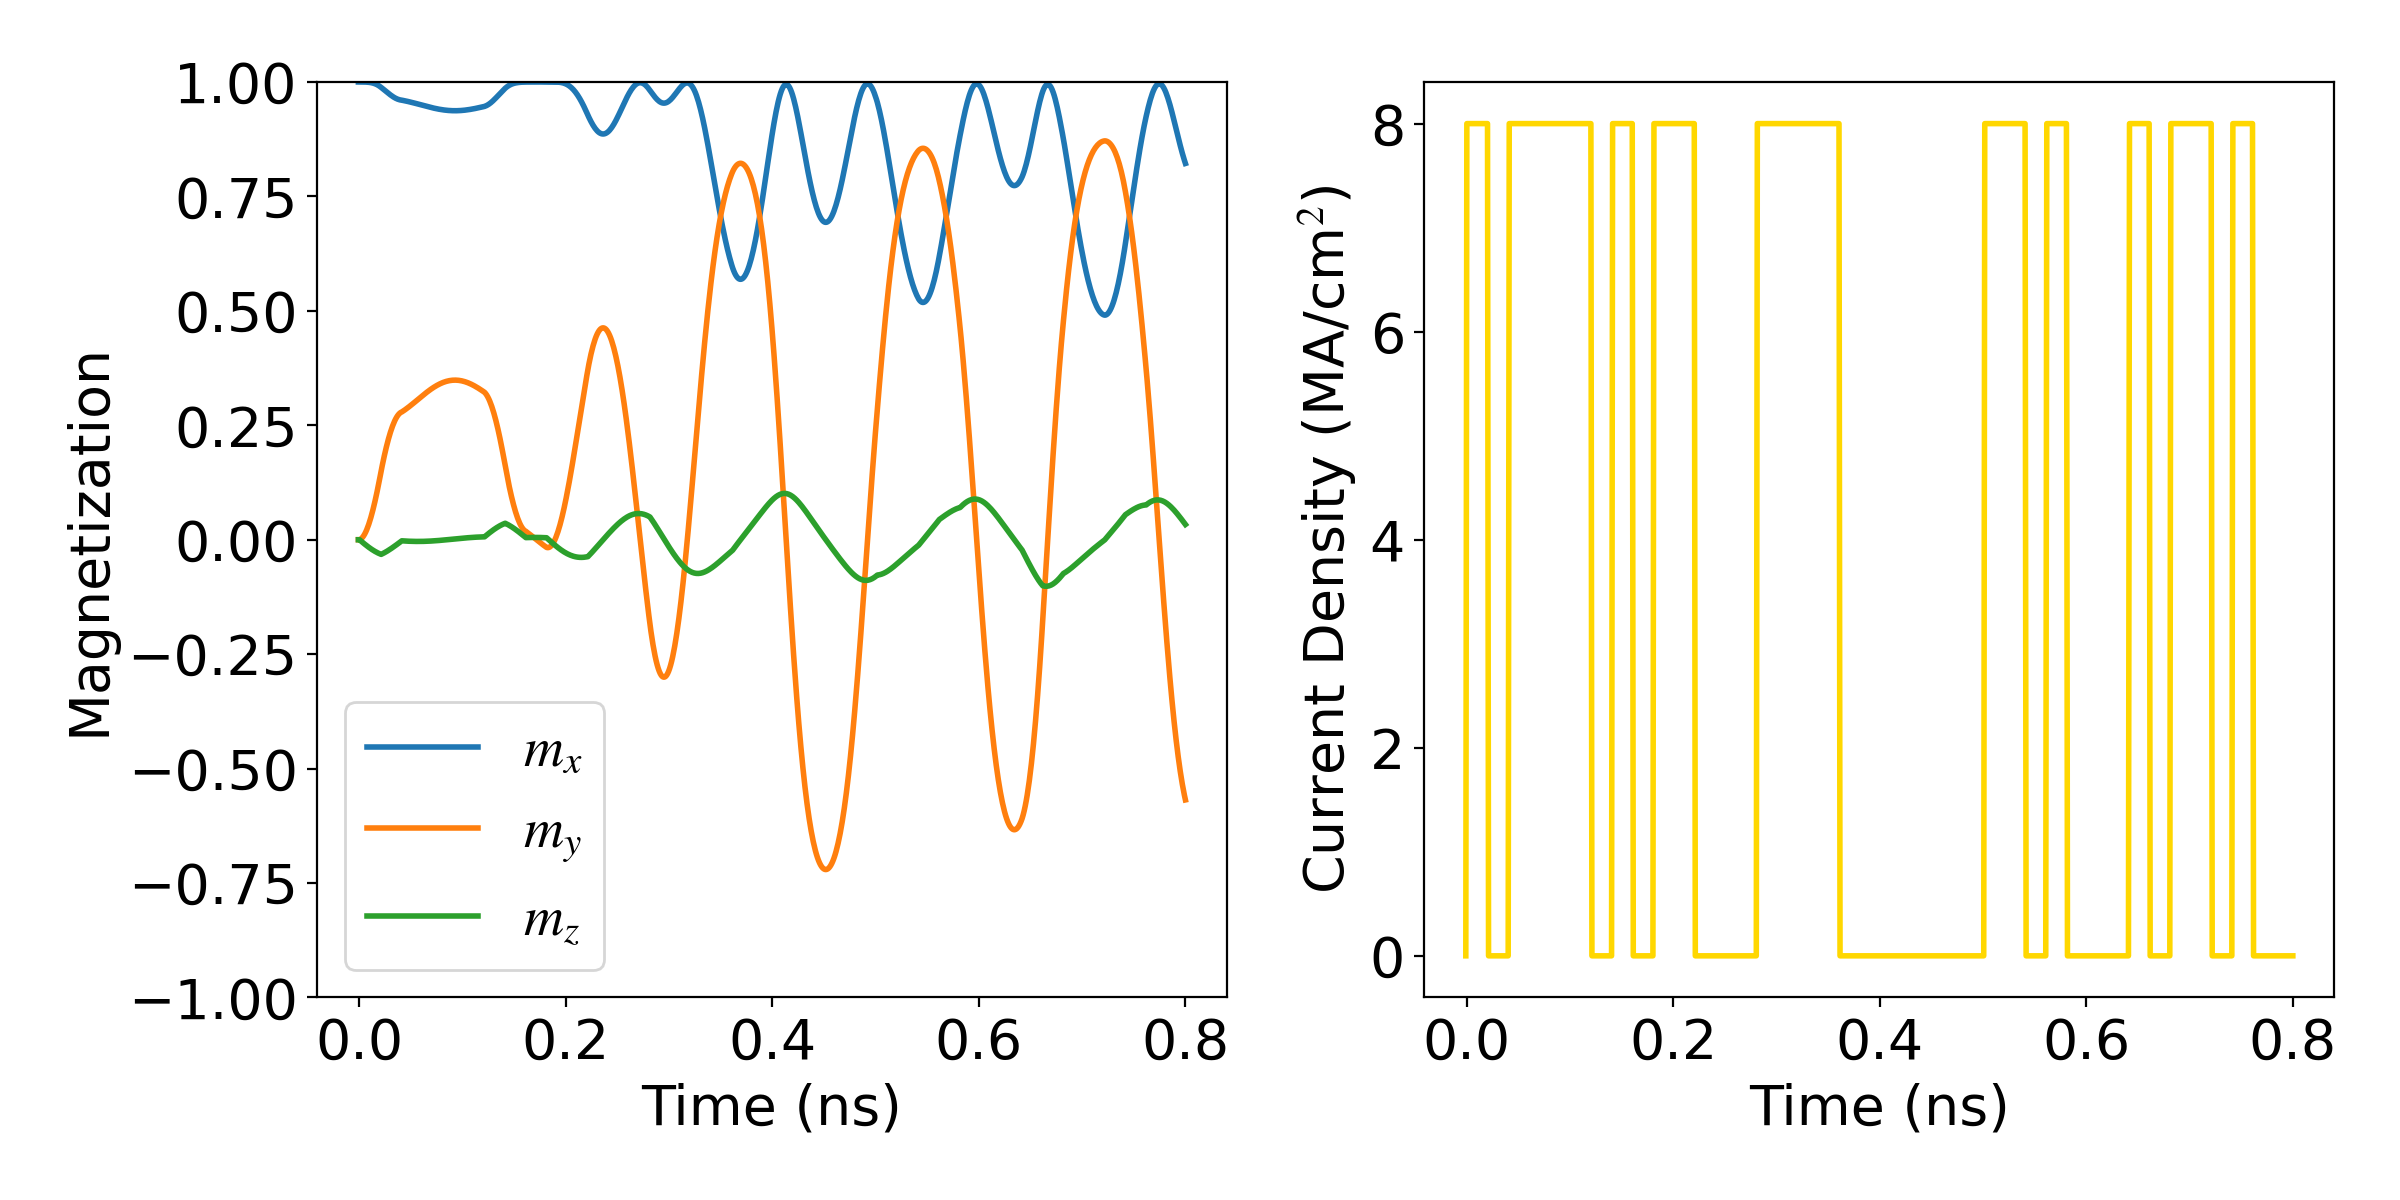 Magnetization
1.00
0.75
0.50
0.25
0.00
−0.25
−0.50
−0.75
−1.00
0.0 0.2 0.4 0.6 0.8
Time (ns)
m_x
m_y
m_z
Current Density (MA/cm²)
8
6
4
2
0
0.0 0.2 0.4 0.6 0.8
Time (ns)